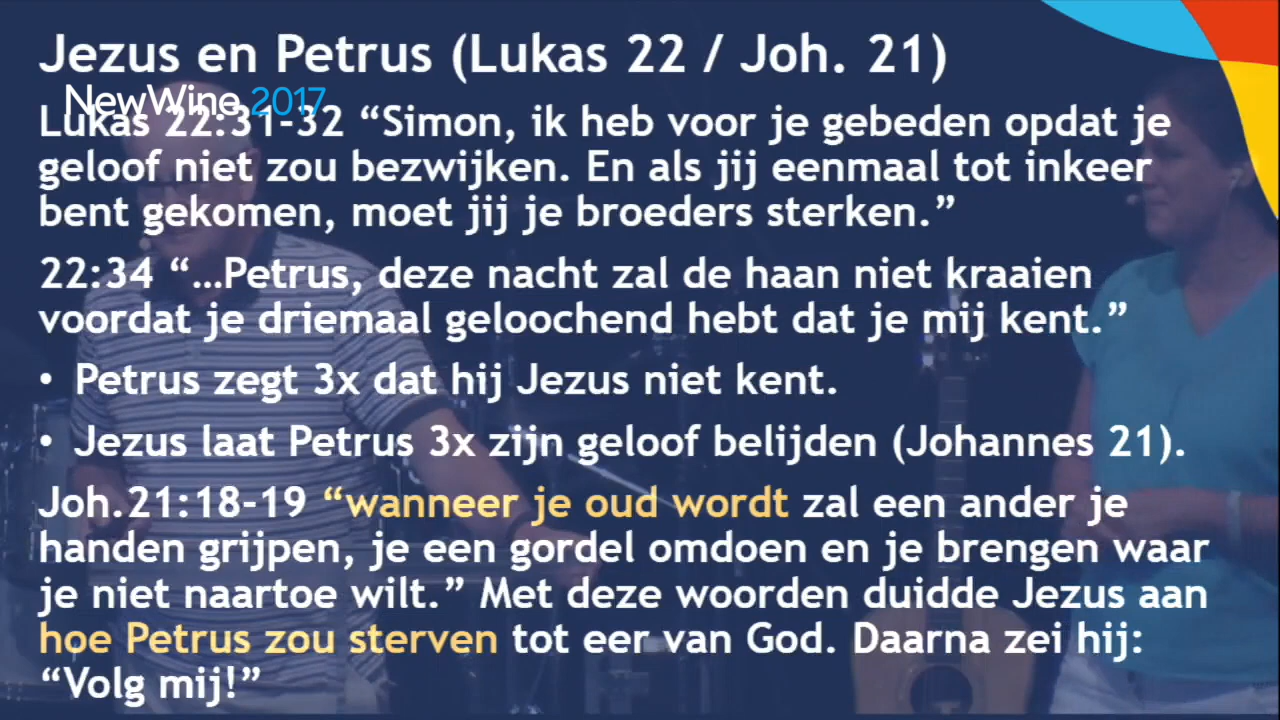 Jezus en Petrus (Lukas 22 / Joh. 21)
NewWine 2017
Lukas 22:31-32 “Simon, ik heb voor je gebeden opdat je
geloof niet zou bezwijken. En als jij eenmaal tot inkeer
bent gekomen, moet jij je broeders sterken.”
22:34 “…Petrus, deze nacht zal de haan niet kraaien
voordat je driemaal geloochend hebt dat je mij kent.”
• Petrus zegt 3x dat hij Jezus niet kent.
• Jezus laat Petrus 3x zijn geloof belijden (Johannes 21).
Joh.21:18-19 “wanneer je oud wordt zal een ander je
handen grijpen, je een gordel omdoen en je brengen waar
je niet naartoe wilt.” Met deze woorden duidde Jezus aan
hoe Petrus zou sterven tot eer van God. Daarna zei hij:
“Volg mij!”